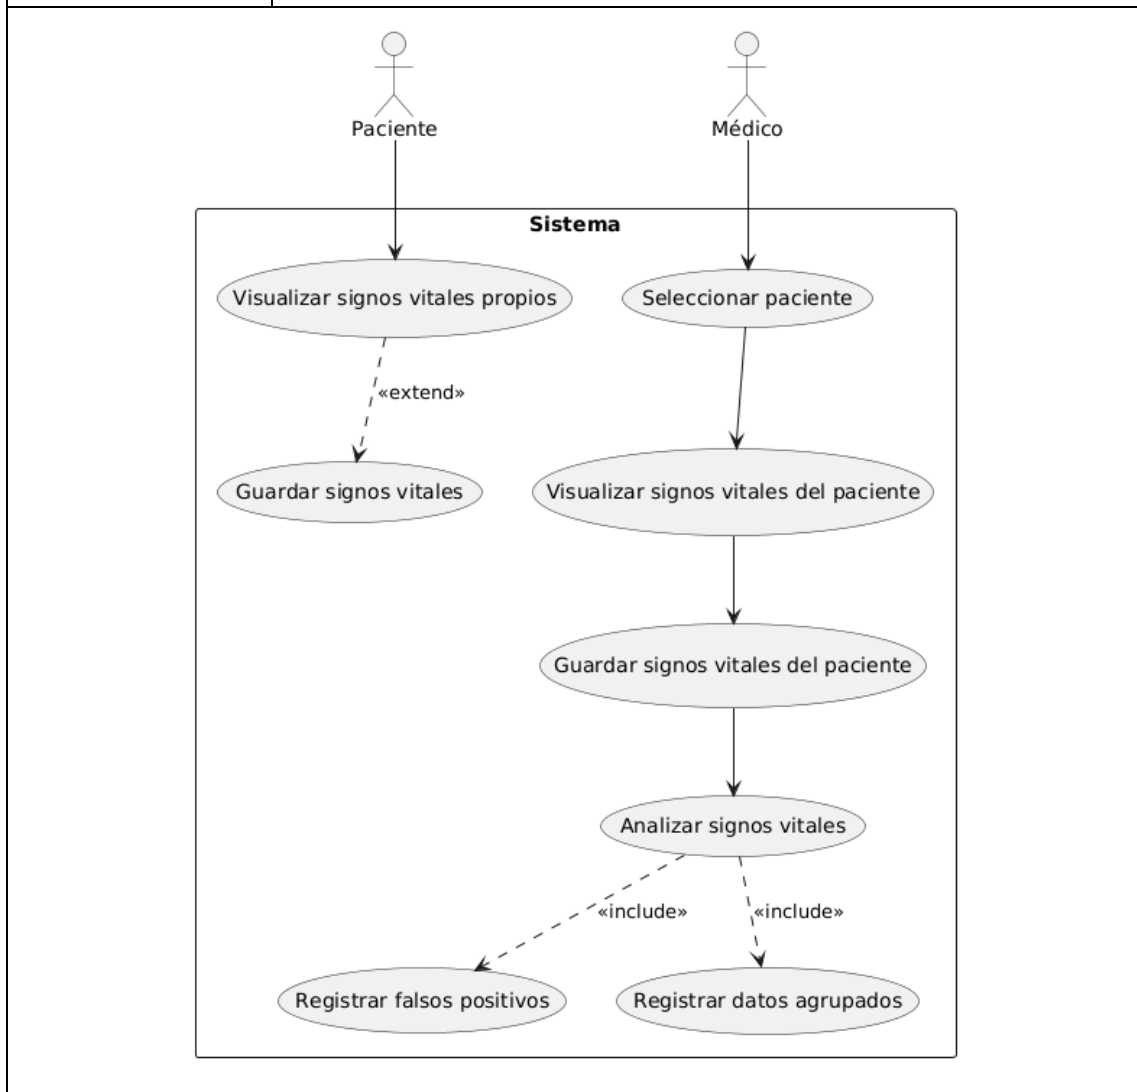 Paciente
Médico
Sistema
Visualizar signos vitales propios
Seleccionar paciente
«extend»
Guardar signos vitales
Visualizar signos vitales del paciente
Guardar signos vitales del paciente
Analizar signos vitales
«include»
«include»
Registrar falsos positivos
Registrar datos agrupados